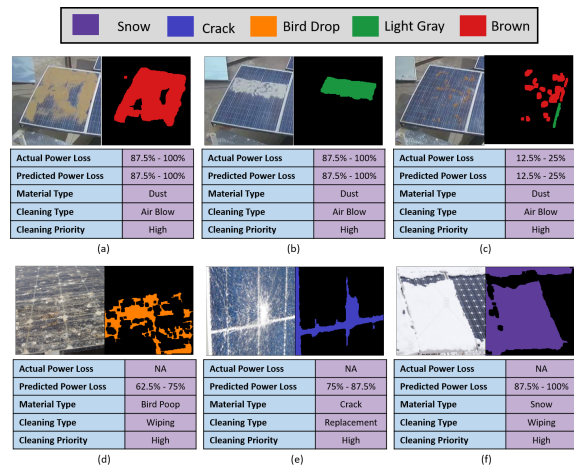 Snow Crack Bird Drop Light Gray Brown
Actual Power Loss 87.5% - 100%
Predicted Power Loss 87.5% - 100%
Material Type Dust
Cleaning Type Air Blow
Cleaning Priority High
(a)
Actual Power Loss 87.5% - 100%
Predicted Power Loss 87.5% - 100%
Material Type Dust
Cleaning Type Air Blow
Cleaning Priority High
(b)
Actual Power Loss 12.5% - 25%
Predicted Power Loss 12.5% - 25%
Material Type Dust
Cleaning Type Air Blow
Cleaning Priority High
(c)
Actual Power Loss NA
Predicted Power Loss 62.5% - 75%
Material Type Bird Poop
Cleaning Type Wiping
Cleaning Priority High
(d)
Actual Power Loss NA
Predicted Power Loss 75% - 87.5%
Material Type Crack
Cleaning Type Replacement
Cleaning Priority High
(e)
Actual Power Loss NA
Predicted Power Loss 87.5% - 100%
Material Type Snow
Cleaning Type Wiping
Cleaning Priority High
(f)